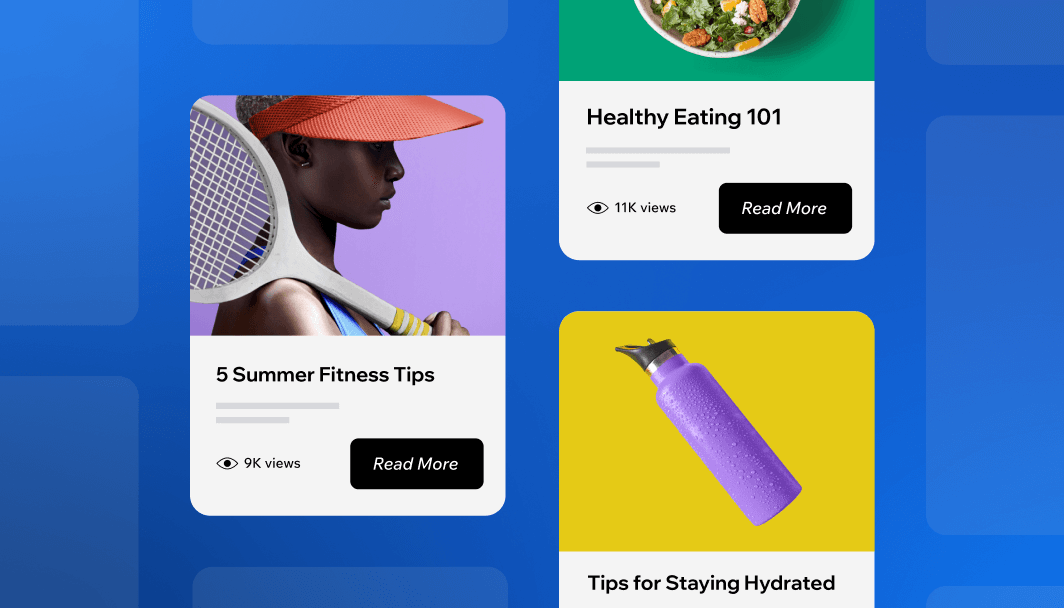 Healthy Eating 101
11K views
Read More
5 Summer Fitness Tips
9K views
Read More
Tips for Staying Hydrated